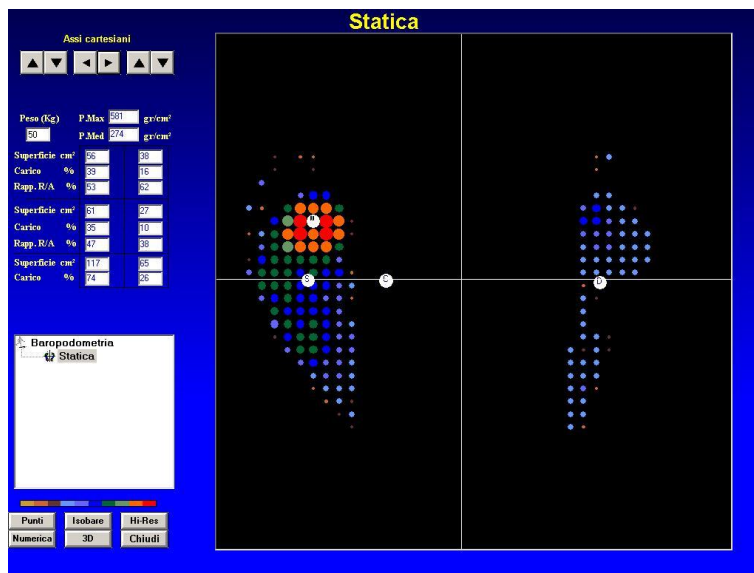 Statica
Assi cartesiani
Peso (Kg) P.Max 581 gr/cm²
50 P.Med 274 gr/cm²
Superficie cm² 56 38
Carico % 39 16
Rapp. R/A % 53 62
Superficie cm² 61 27
Carico % 35 10
Rapp. R/A % 47 38
Superficie cm² 117 65
Carico % 74 26
M
S C D
Baropodometria
Statica
Punti Isobare Hi-Res
Numerica 3D Chiudi